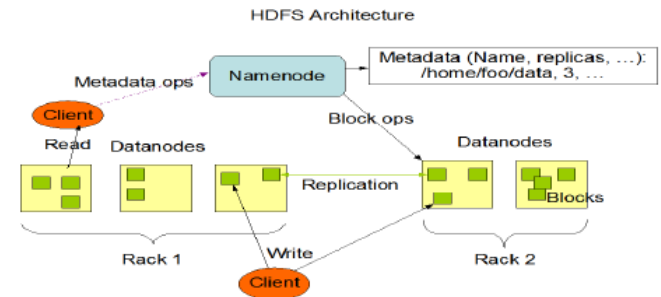 HDFS Architecture
Metadata (Name, replicas, ...):
/home/foo/data, 3, ...
Namenode
Metadata ops
Client
Block ops
Read
Datanodes
Datanodes
Replication
Blocks
Write
Rack 1
Rack 2
Client